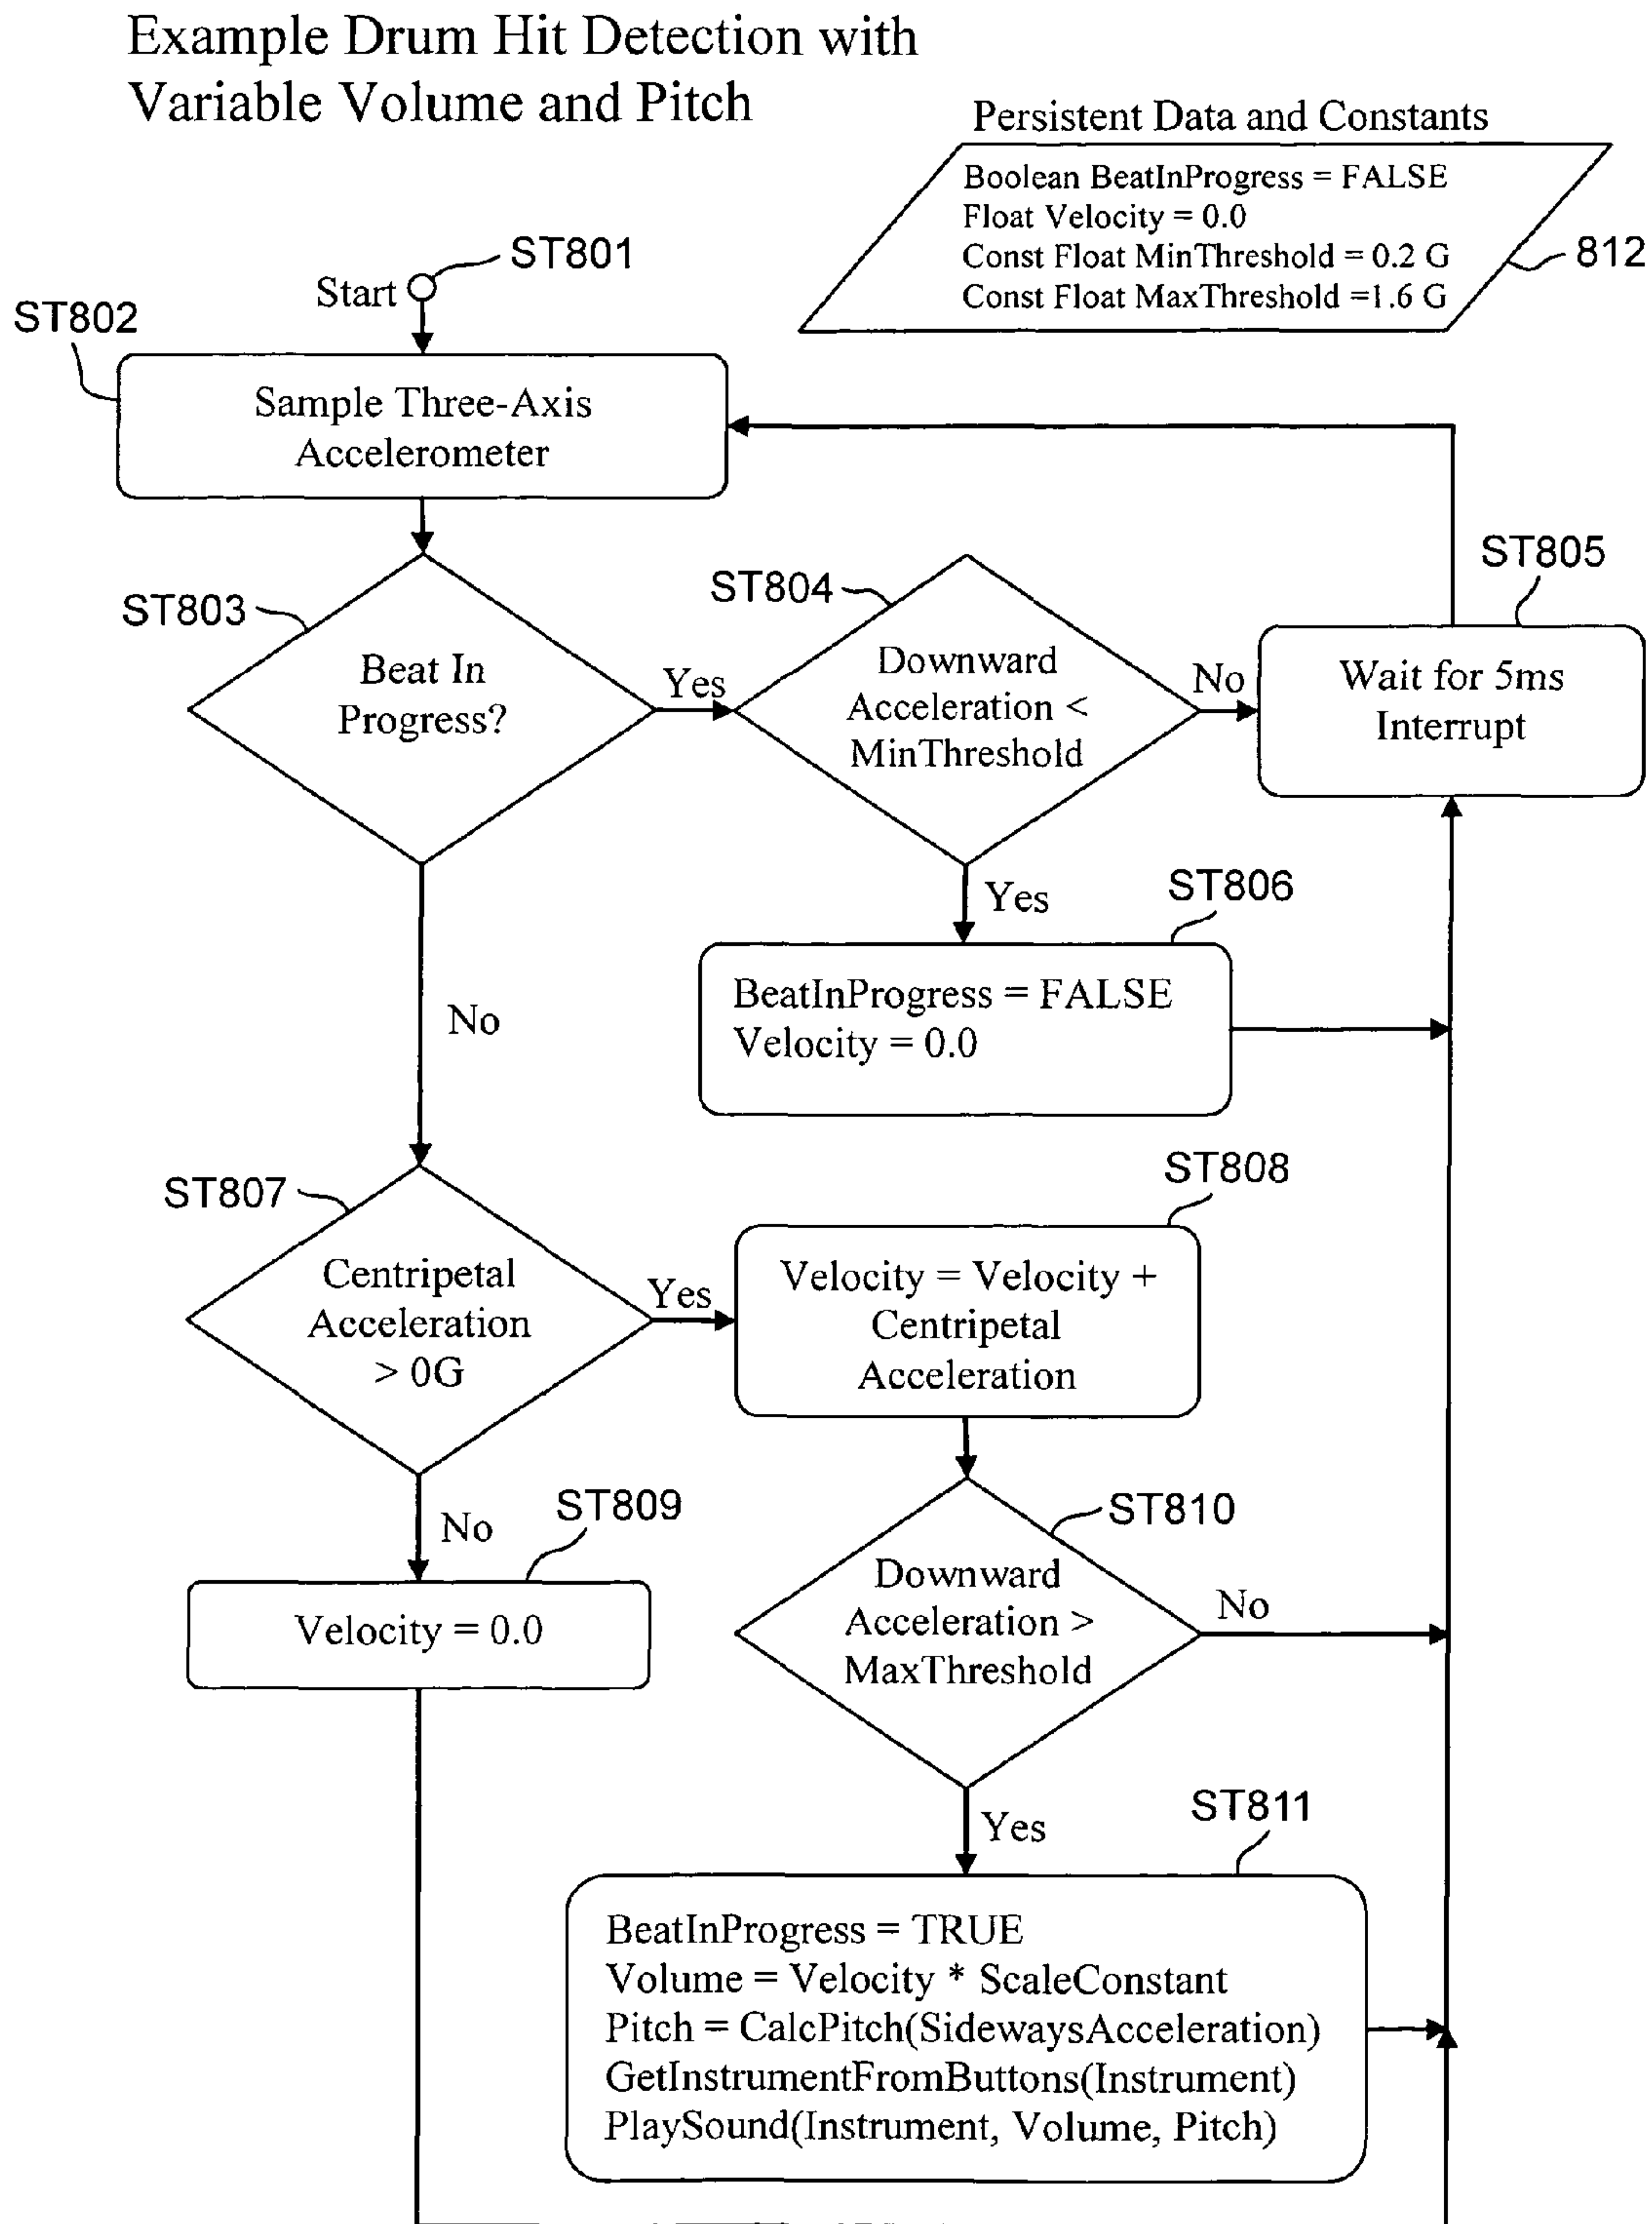 Example Drum Hit Detection with
Variable Volume and Pitch
Persistent Data and Constants
Boolean BeatInProgress = FALSE
Float Velocity = 0.0
Const Float MinThreshold = 0.2 G
Const Float MaxThreshold =1.6 G
812
ST801
Start
ST802
Sample Three-Axis
Accelerometer
ST803
Beat In
Progress?
Yes
ST804
Downward
Acceleration <
MinThreshold
No
ST805
Wait for 5ms
Interrupt
Yes
ST806
BeatInProgress = FALSE
Velocity = 0.0
No
ST807
Centripetal
Acceleration
> 0G
Yes
ST808
Velocity = Velocity +
Centripetal
Acceleration
No
ST809
Velocity = 0.0
ST810
Downward
Acceleration >
MaxThreshold
No
Yes
ST811
BeatInProgress = TRUE
Volume = Velocity * ScaleConstant
Pitch = CalcPitch(SidewaysAcceleration)
GetInstrumentFromButtons(Instrument)
PlaySound(Instrument, Volume, Pitch)